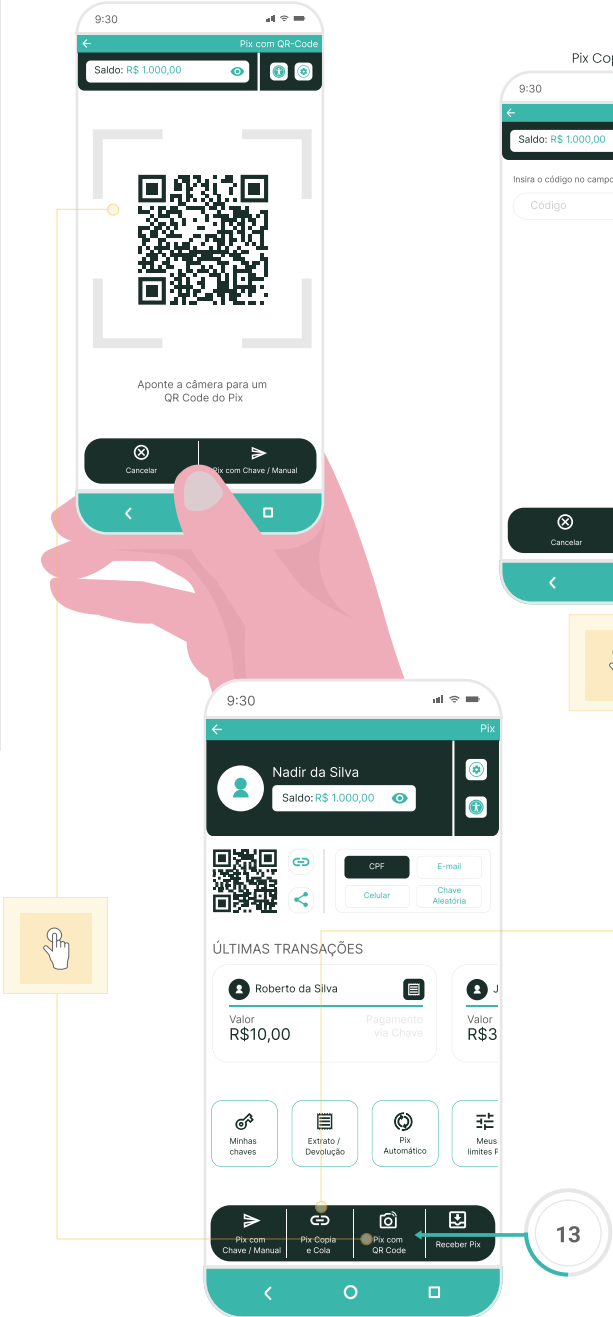 9:30
Pix com QR-Code
Saldo: R$ 1.000,00
Aponte a câmera para um
QR Code do Pix
Cancelar
Pix com Chave / Manual
Pix Cop
9:30
Saldo: R$ 1.000,00
Insira o código no campo
Código
Cancelar
9:30
Pix
Nadir da Silva
Saldo: R$ 1.000,00
CPF
E-mail
Celular
Chave
Aleatória
ÚLTIMAS TRANSAÇÕES
Roberto da Silva
Valor
R$10,00
Pagamento
via Chave
J
Valor
R$3
Minhas
chaves
Extrato /
Devolução
Pix
Automático
Meus
limites P
Pix com
Chave / Manual
Pix Copia
e Cola
Pix com
QR Code
Receber Pix
13